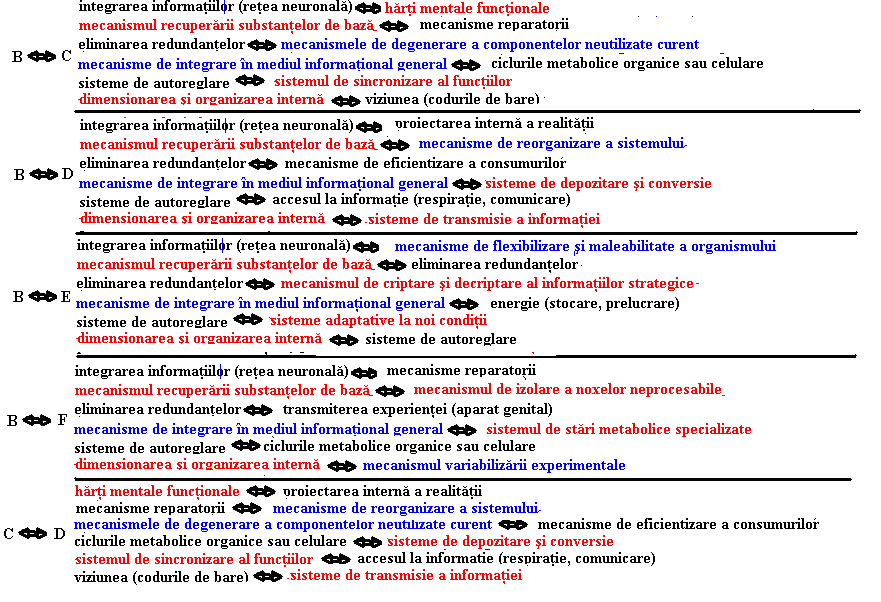 integrarea informațiilor (rețea neuronală) hărți mentale funcționale
mecanismul recuperării substanțelor de bază mecanisme reparatorii
eliminarea redundanțelor mecanismele de degenerare a componentelor neutilizate curent
B C mecanisme de integrare în mediul informațional general ciclurile metabolice organice sau celulare
sisteme de autoreglare sistemul de sincronizare al funcțiilor
dimensionarea și organizarea internă viziunea (codurile de bare)
integrarea informațiilor (rețea neuronală) proiectarea internă a realității
mecanismul recuperării substanțelor de bază mecanisme de reorganizare a sistemului
eliminarea redundanțelor mecanisme de eficientizare a consumurilor
B D mecanisme de integrare în mediul informațional general sisteme de depozitare și conversie
sisteme de autoreglare accesul la informație (respirație, comunicare)
dimensionarea și organizarea internă sisteme de transmisie a informației
integrarea informațiilor (rețea neuronală) mecanisme de flexibilizare și maleabilitate a organismului
mecanismul recuperării substanțelor de bază eliminarea redundanțelor
eliminarea redundanțelor mecanismul de criptare și decriptare al informațiilor strategice
B E mecanisme de integrare în mediul informațional general energie (stocare, prelucrare)
sisteme de autoreglare sisteme adaptative la noi condiții
dimensionarea si organizarea internă sisteme de autoreglare
integrarea informațiilor (rețea neuronală) mecanisme reparatorii
mecanismul recuperării substanțelor de bază mecanismul de izolare a noxelor neprocesabile
eliminarea redundanțelor transmiterea experienței (aparat genital)
B F mecanisme de integrare în mediul informațional general sistemul de stări metabolice specializate
sisteme de autoreglare ciclurile metabolice organice sau celulare
dimensionarea si organizarea internă mecanismul variabilizării experimentale
hărți mentale funcționale proiectarea internă a realității
mecanisme reparatorii mecanisme de reorganizare a sistemului
mecanismele de degenerare a componentelor neutilizate curent mecanisme de eficientizare a consumurilor
C D ciclurile metabolice organice sau celulare sisteme de depozitare și conversie
sistemul de sincronizare al funcțiilor accesul la informatie (respirație, comunicare)
viziunea (codurile de bare) sisteme de transmisie a informației